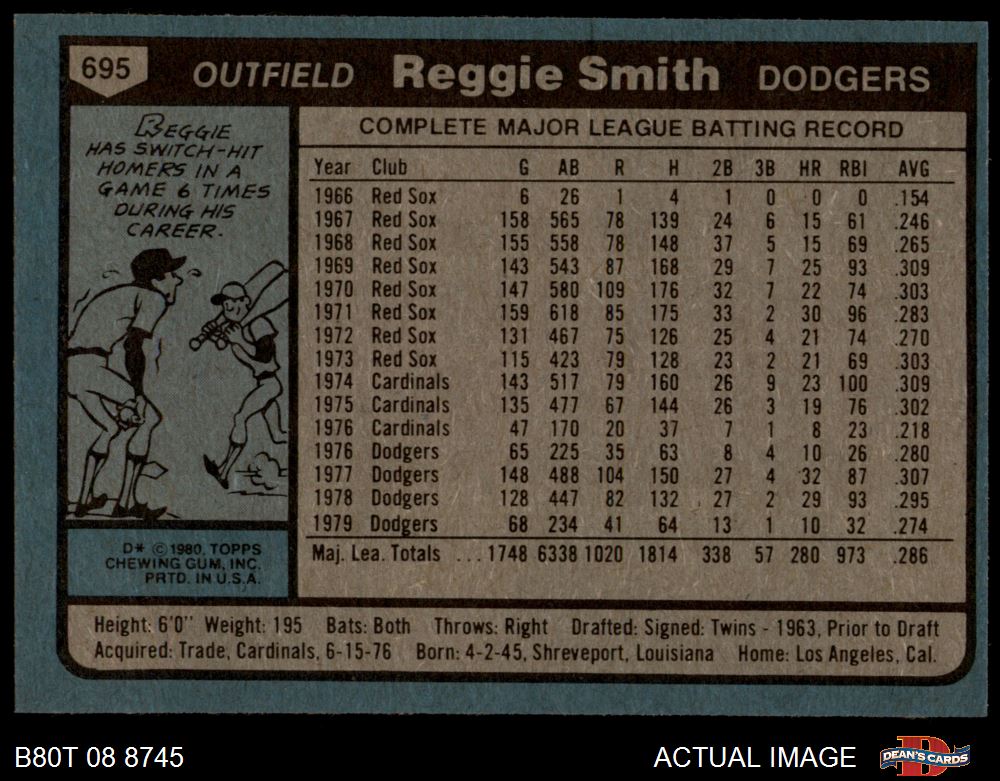 695 OUTFIELD Reggie Smith DODGERS
REGGIE
HAS SWITCH-HIT
HOMERS IN A
GAME 6 TIMES
DURING HIS
CAREER.
COMPLETE MAJOR LEAGUE BATTING RECORD
Year Club G AB R H 2B 3B HR RBI AVG
1966 Red Sox 6 26 1 4 1 0 0 0 .154
1967 Red Sox 158 565 78 139 24 6 15 61 .246
1968 Red Sox 155 558 78 148 37 5 15 69 .265
1969 Red Sox 143 543 87 168 29 7 25 93 .309
1970 Red Sox 147 580 109 176 32 7 22 74 .303
1971 Red Sox 159 618 85 175 33 2 30 96 .283
1972 Red Sox 131 467 75 126 25 4 21 74 .270
1973 Red Sox 115 423 79 128 23 2 21 69 .303
1974 Cardinals 143 517 79 160 26 9 23 100 .309
1975 Cardinals 135 477 67 144 26 3 19 76 .302
1976 Cardinals 47 170 20 37 7 1 8 23 .218
1976 Dodgers 65 225 35 63 8 4 10 26 .280
1977 Dodgers 148 488 104 150 27 4 32 87 .307
1978 Dodgers 128 447 82 132 27 2 29 93 .295
1979 Dodgers 68 234 41 64 13 1 10 32 .274
Maj. Lea. Totals ... 1748 6338 1020 1814 338 57 280 973 .286
D* © 1980, TOPPS
CHEWING GUM, INC.
PRTD. IN U.S.A.
Height: 6'0" Weight: 195 Bats: Both Throws: Right Drafted: Signed: Twins - 1963, Prior to Draft
Acquired: Trade, Cardinals, 6-15-76 Born: 4-2-45, Shreveport, Louisiana Home: Los Angeles, Cal.
B80T 08 8745 ACTUAL IMAGE DEAN'S CARDS